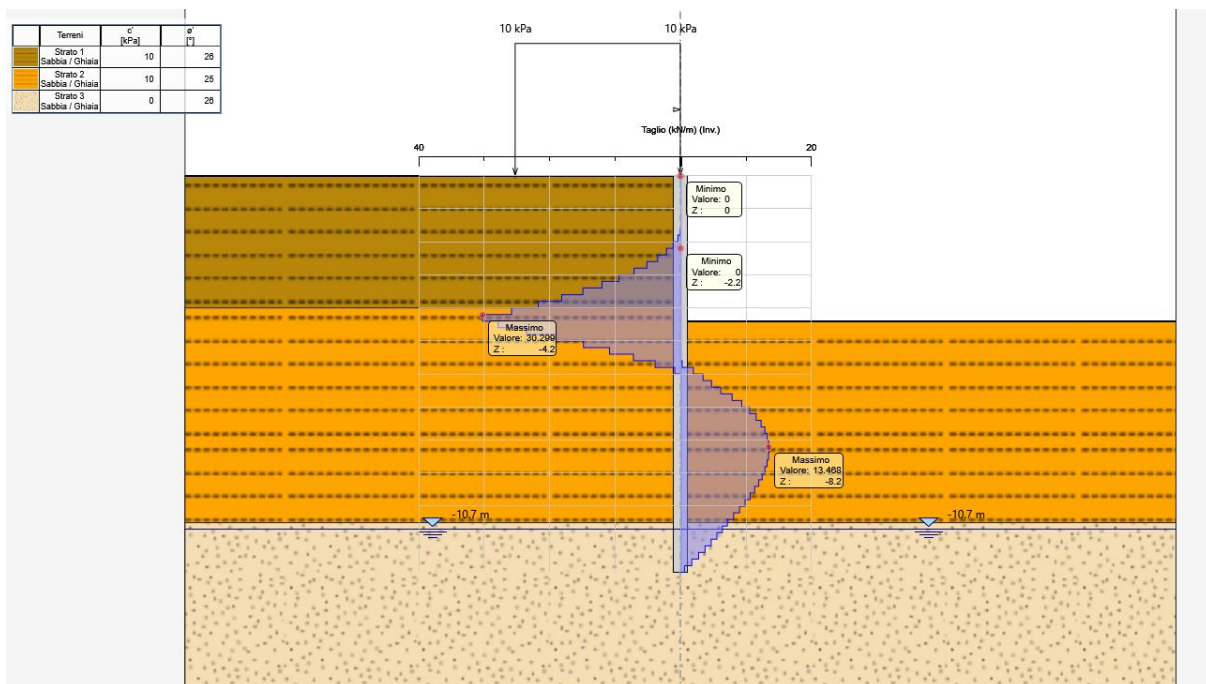 10 kPa 10 kPa
Terreni c' ø'
[kPa] [°]
Strato 1
Sabbia / Ghiaia 10 26
Strato 2
Sabbia / Ghiaia 10 25
Strato 3
Sabbia / Ghiaia 0 26
Taglio (kN/m) (Inv.)
40 20
Minimo
Valore: 0
Z : 0
Minimo
Valore: 0
Z : -2.2
Massimo
Valore: 30.299
Z : -4.2
Massimo
Valore: 13.468
Z : -8.2
-10,7 m -10,7 m